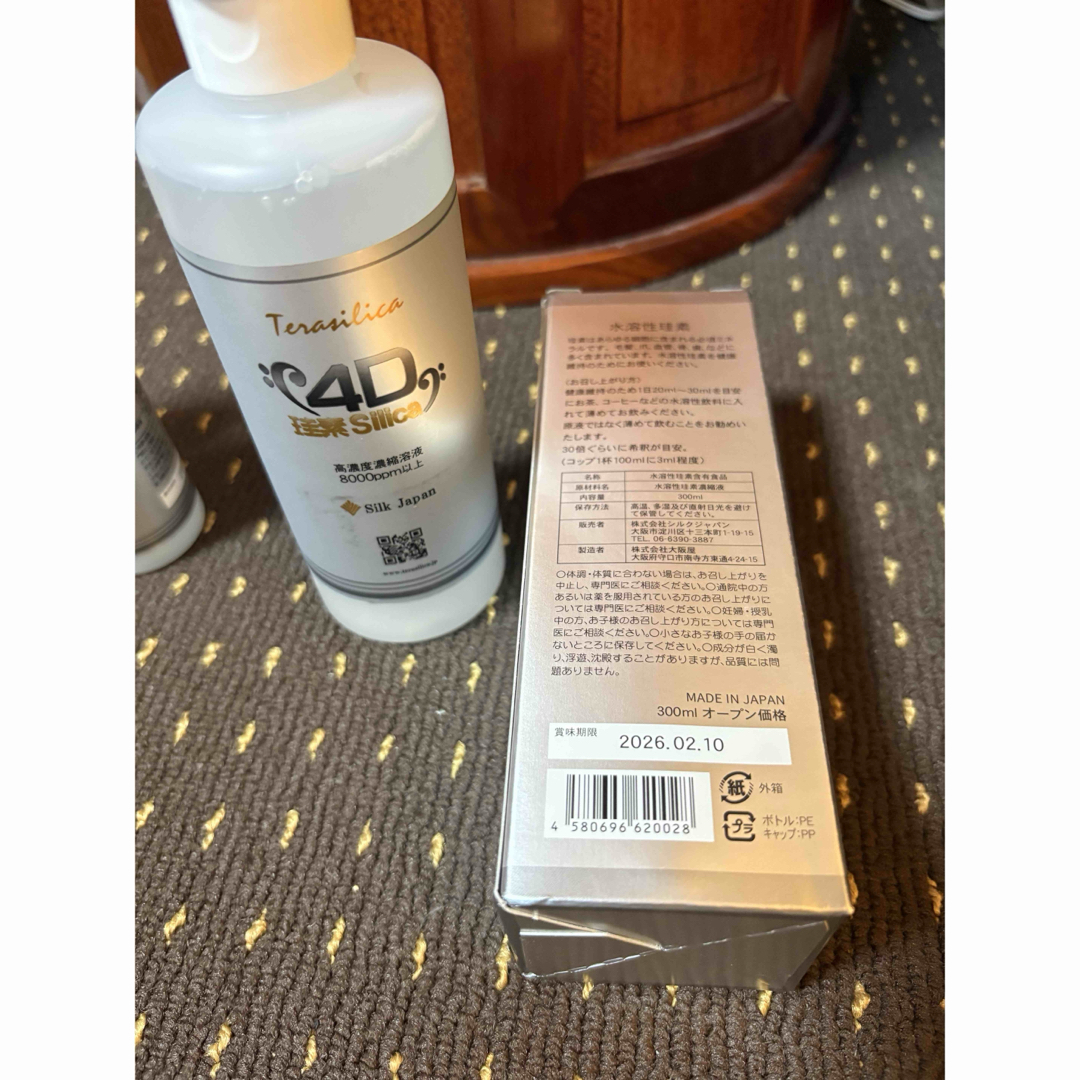 Terasilica
4D
珪素Silica
高濃度濃縮溶液
8000ppm以上
Silk Japan
www.terasilica.jp
水溶性珪素
珪素はあらゆる細胞に含まれる必須ミネ
ラルです。毛髪、爪、血管、骨、歯、などに
多く含まれています。水溶性珪素を健康
維持のためにお使いください。
〈お召し上がり方〉
健康維持のため1日20ml〜30mlを目安
にお茶、コーヒーなどの水溶性飲料に入
れて薄めてお飲みください。
原液ではなく薄めて飲むことをお勧めい
たします。
30倍ぐらいに希釈が目安。
(コップ1杯100mlに3ml程度)
名称 水溶性珪素含有食品
原材料名 水溶性珪素濃縮液
内容量 300ml
保存方法 高温、多湿及び直射日光を避け
て保管してください。
販売者 株式会社シルクジャパン
大阪市淀川区十三本町1-19-15
TEL. 06-6390-3887
製造者 株式会社大阪屋
大阪府守口市南寺方東通4-24-15
〇体調・体質に合わない場合は、お召し上がりを
中止し、専門医にご相談ください。〇通院中の方
あるいは薬を服用されている方のお召し上がりに
ついては専門医にご相談ください。〇妊婦・授乳
中の方、お子様のお召し上がり方については専門
医にご相談ください。〇小さなお子様の手の届か
ないところに保存してください。〇成分が白く濁
り、浮遊、沈殿することがありますが、品質には問
題ありません。
MADE IN JAPAN
300ml オープン価格
賞味期限 2026.02.10
4 580696 620028
紙 外箱
プラ ボトル:PE
キャップ:PP